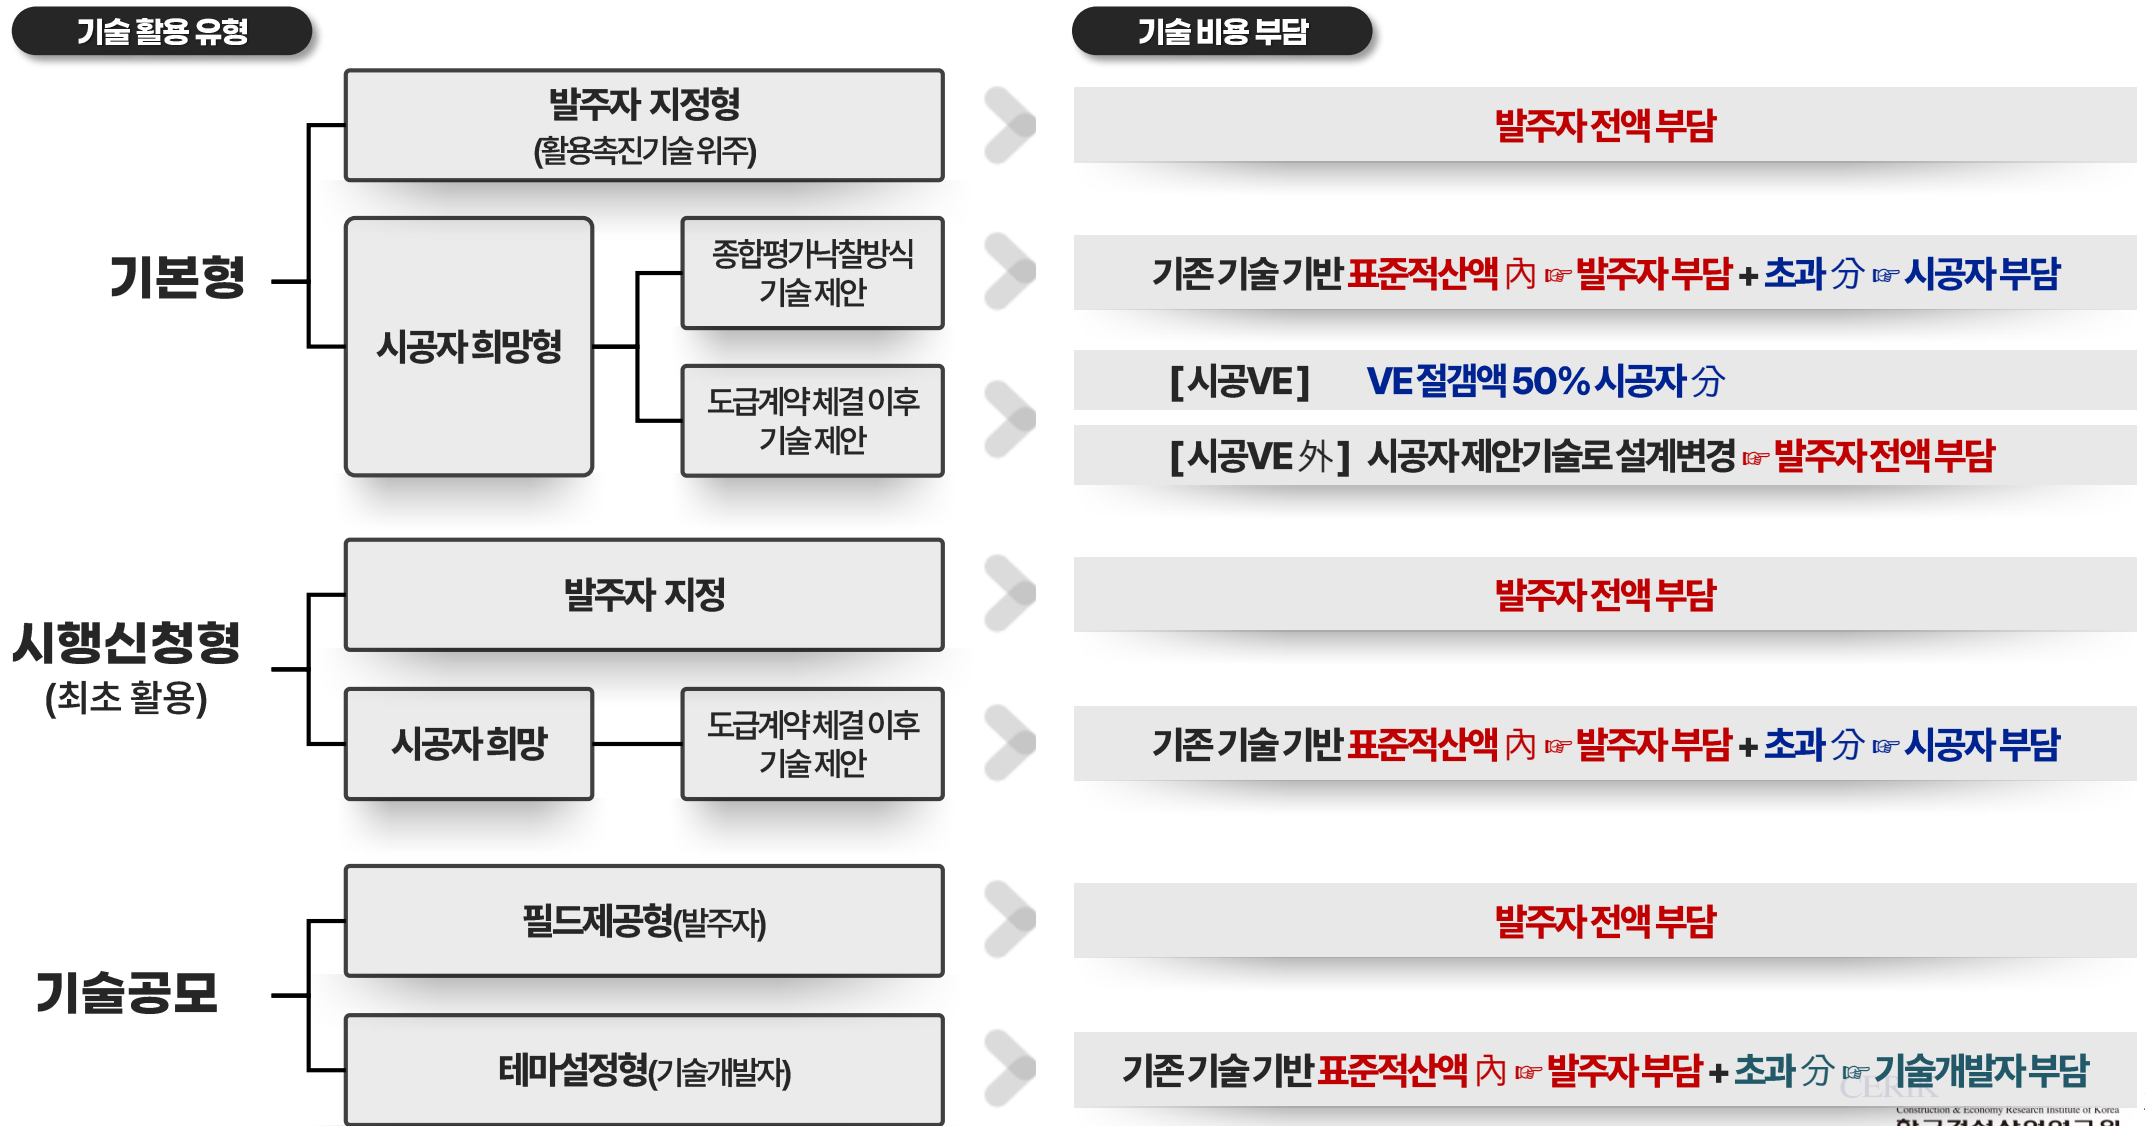 기술 활용 유형
기술 비용 부담
기본형
발주자 지정형
(활용촉진기술 위주)
발주자 전액 부담
시공자 희망형
종합평가낙찰방식
기술 제안
기존 기술 기반 표준적산액 內 ☞ 발주자 부담 + 초과 分 ☞ 시공자 부담
도급계약 체결 이후
기술 제안
[ 시공VE ] VE 절갬액 50% 시공자 分
[ 시공VE 外 ] 시공자 제안기술로 설계변경 ☞ 발주자 전액 부담
시행신청형
(최초 활용)
발주자 지정
발주자 전액 부담
시공자 희망
도급계약 체결 이후
기술 제안
기존 기술 기반 표준적산액 內 ☞ 발주자 부담 + 초과 分 ☞ 시공자 부담
기술공모
필드제공형(발주자)
발주자 전액 부담
테마설정형(기술개발자)
기존 기술 기반 표준적산액 內 ☞ 발주자 부담 + 초과 分 ☞ 기술개발자 부담
CERIK
Construction & Economy Research Institute of Korea